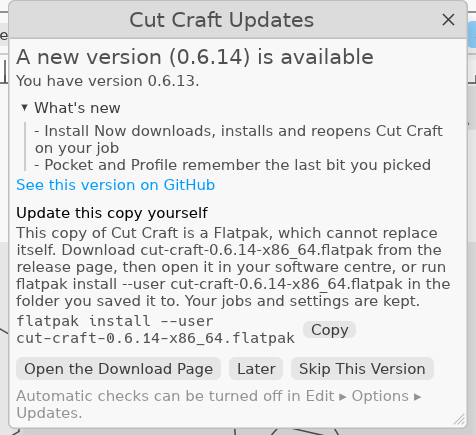 Cut Craft Updates
A new version (0.6.14) is available
You have version 0.6.13.
▾ What's new
- Install Now downloads, installs and reopens Cut Craft
on your job
- Pocket and Profile remember the last bit you picked
See this version on GitHub
Update this copy yourself
This copy of Cut Craft is a Flatpak, which cannot replace
itself. Download cut-craft-0.6.14-x86_64.flatpak from the
release page, then open it in your software centre, or run
flatpak install --user cut-craft-0.6.14-x86_64.flatpak in the
folder you saved it to. Your jobs and settings are kept.
flatpak install --user
cut-craft-0.6.14-x86_64.flatpak
Copy
Open the Download Page Later Skip This Version
Automatic checks can be turned off in Edit ▸ Options ▸
Updates.